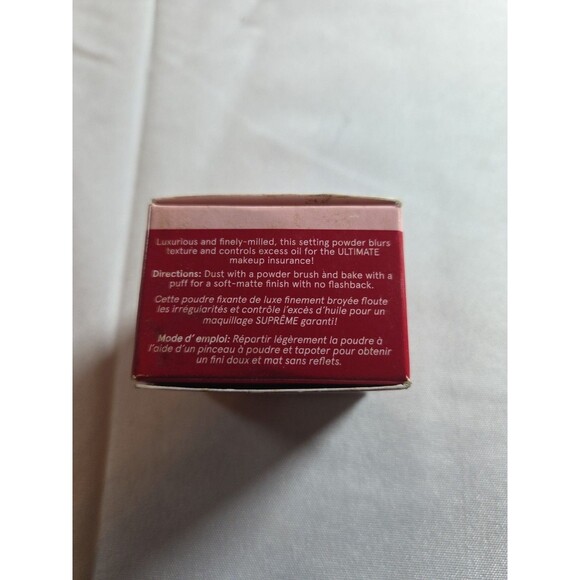 Luxurious and finely-milled, this setting powder blurs
texture and controls excess oil for the ULTIMATE
makeup insurance!
Directions: Dust with a powder brush and bake with a
puff for a soft-matte finish with no flashback.
Cette poudre fixante de luxe finement broyée floute
les irrégularités et contrôle l'excès d'huile pour un
maquillage SUPRÊME garanti!
Mode d'emploi: Répartir légèrement la poudre à
l'aide d'un pinceau à poudre et tapoter pour obtenir
un fini doux et mat sans reflets.